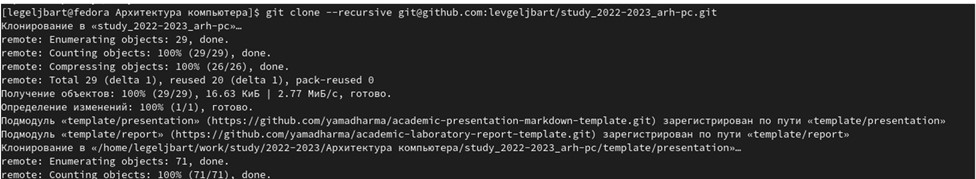 [legeljbart@fedora Архитектура компьютера]$ git clone --recursive git@github.com:levgeljbart/study_2022-2023_arh-pc.git
Клонирование в «study_2022-2023_arh-pc»…
remote: Enumerating objects: 29, done.
remote: Counting objects: 100% (29/29), done.
remote: Compressing objects: 100% (26/26), done.
remote: Total 29 (delta 1), reused 20 (delta 1), pack-reused 0
Получение объектов: 100% (29/29), 16.63 КиБ | 2.77 МиБ/с, готово.
Определение изменений: 100% (1/1), готово.
Подмодуль «template/presentation» (https://github.com/yamadharma/academic-presentation-markdown-template.git) зарегистрирован по пути «template/presentation»
Подмодуль «template/report» (https://github.com/yamadharma/academic-laboratory-report-template.git) зарегистрирован по пути «template/report»
Клонирование в «/home/legeljbart/work/study/2022-2023/Архитектура компьютера/study_2022-2023_arh-pc/template/presentation»…
remote: Enumerating objects: 71, done.
remote: Counting objects: 100% (71/71), done.